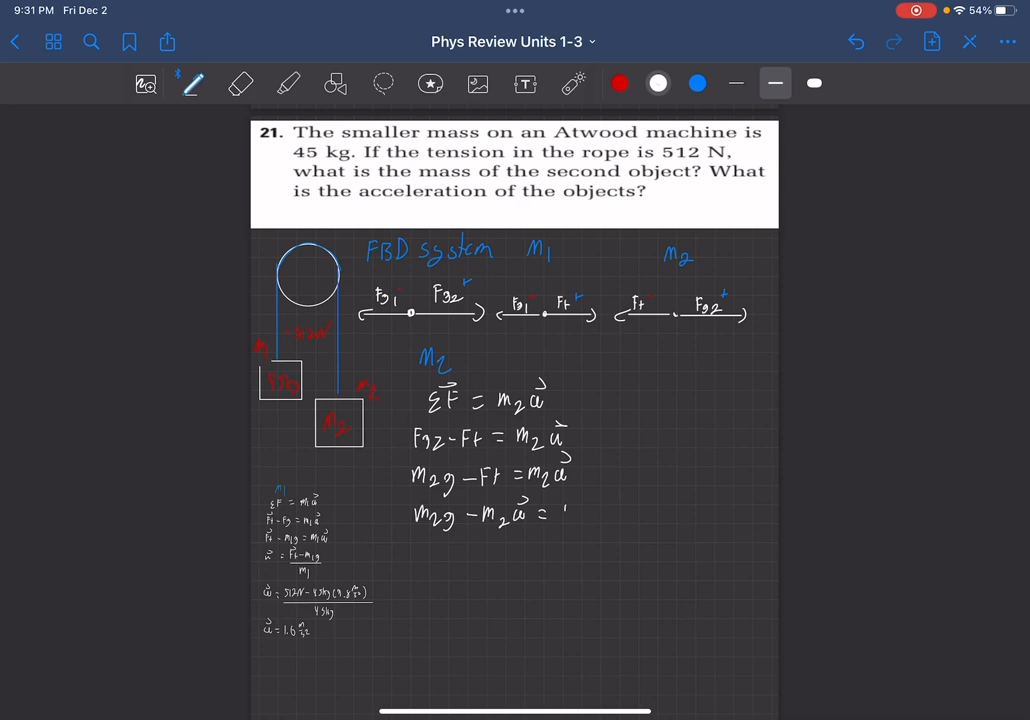 9:31 PM Fri Dec 2
54%
Phys Review Units 1-3
21. The smaller mass on an Atwood machine is
45 kg. If the tension in the rope is 512 N,
what is the mass of the second object? What
is the acceleration of the objects?
FBD system M1 M2
Fg1 - Fg2 +
Fg1 - Ft +
Ft - Fg2 +
512N
M1
45kg
M2
M2
M2
ΣF = m2a
Fg2 - Ft = m2a
m2g - Ft = m2a
m2g - m2a =
M1
ΣF = m1a
Ft - Fg = m1a
Ft - m1g = m1a
a = Ft - m1g
m1
a = 512N - 45kg(9.8 m/s2)
45kg
a = 1.6 m/s2